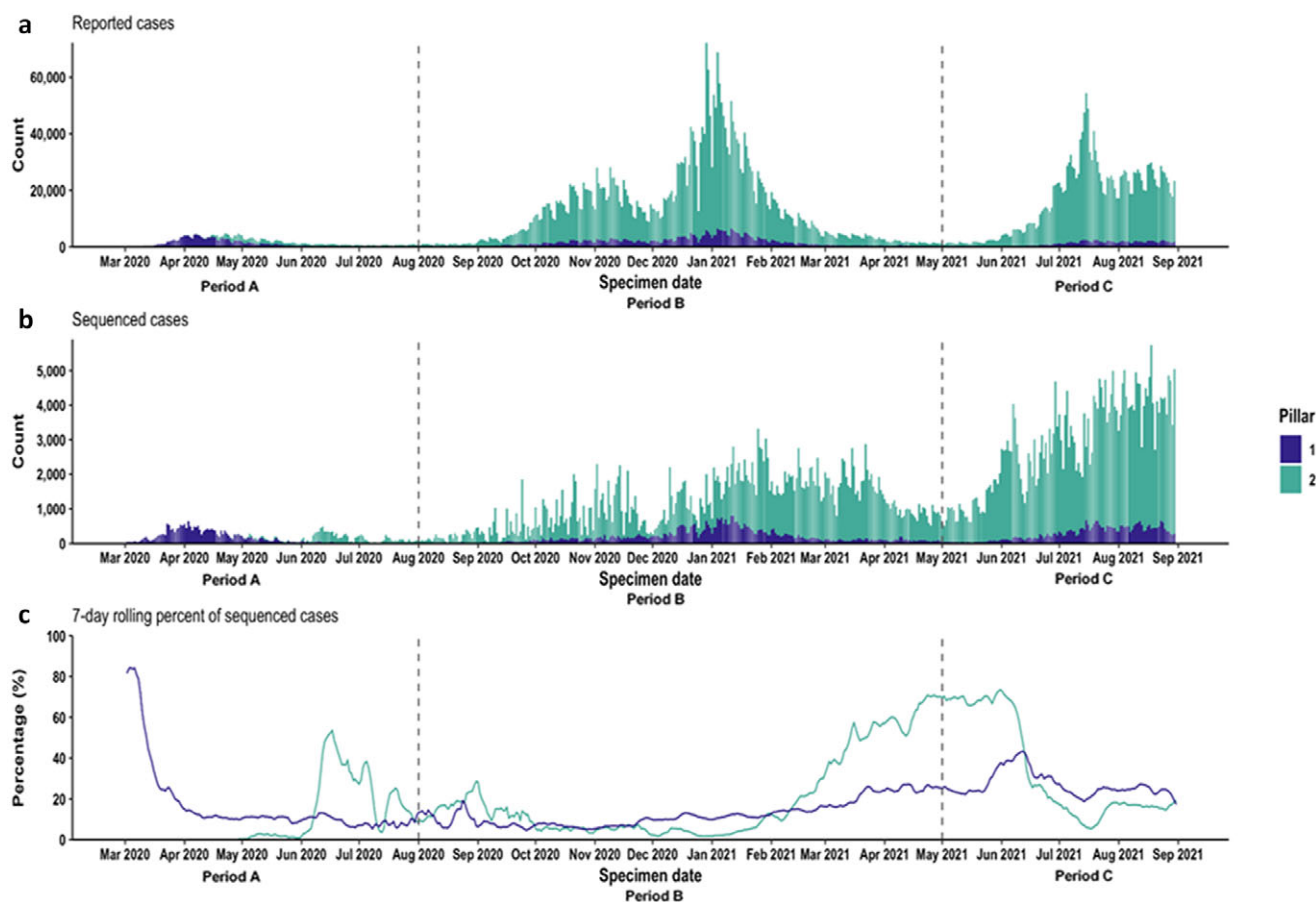 a
Reported cases
Count
60,000
40,000
20,000
0
Mar 2020 Apr 2020 May 2020 Jun 2020 Jul 2020 Aug 2020 Sep 2020 Oct 2020 Nov 2020 Dec 2020 Jan 2021 Feb 2021 Mar 2021 Apr 2021 May 2021 Jun 2021 Jul 2021 Aug 2021 Sep 2021
Specimen date
Period A Period B Period C
b
Sequenced cases
Count
5,000
4,000
3,000
2,000
1,000
0
Mar 2020 Apr 2020 May 2020 Jun 2020 Jul 2020 Aug 2020 Sep 2020 Oct 2020 Nov 2020 Dec 2020 Jan 2021 Feb 2021 Mar 2021 Apr 2021 May 2021 Jun 2021 Jul 2021 Aug 2021 Sep 2021
Specimen date
Period A Period B Period C
Pillar
1
2
c
7-day rolling percent of sequenced cases
Percentage (%)
100
80
60
40
20
0
Mar 2020 Apr 2020 May 2020 Jun 2020 Jul 2020 Aug 2020 Sep 2020 Oct 2020 Nov 2020 Dec 2020 Jan 2021 Feb 2021 Mar 2021 Apr 2021 May 2021 Jun 2021 Jul 2021 Aug 2021 Sep 2021
Specimen date
Period A Period B Period C